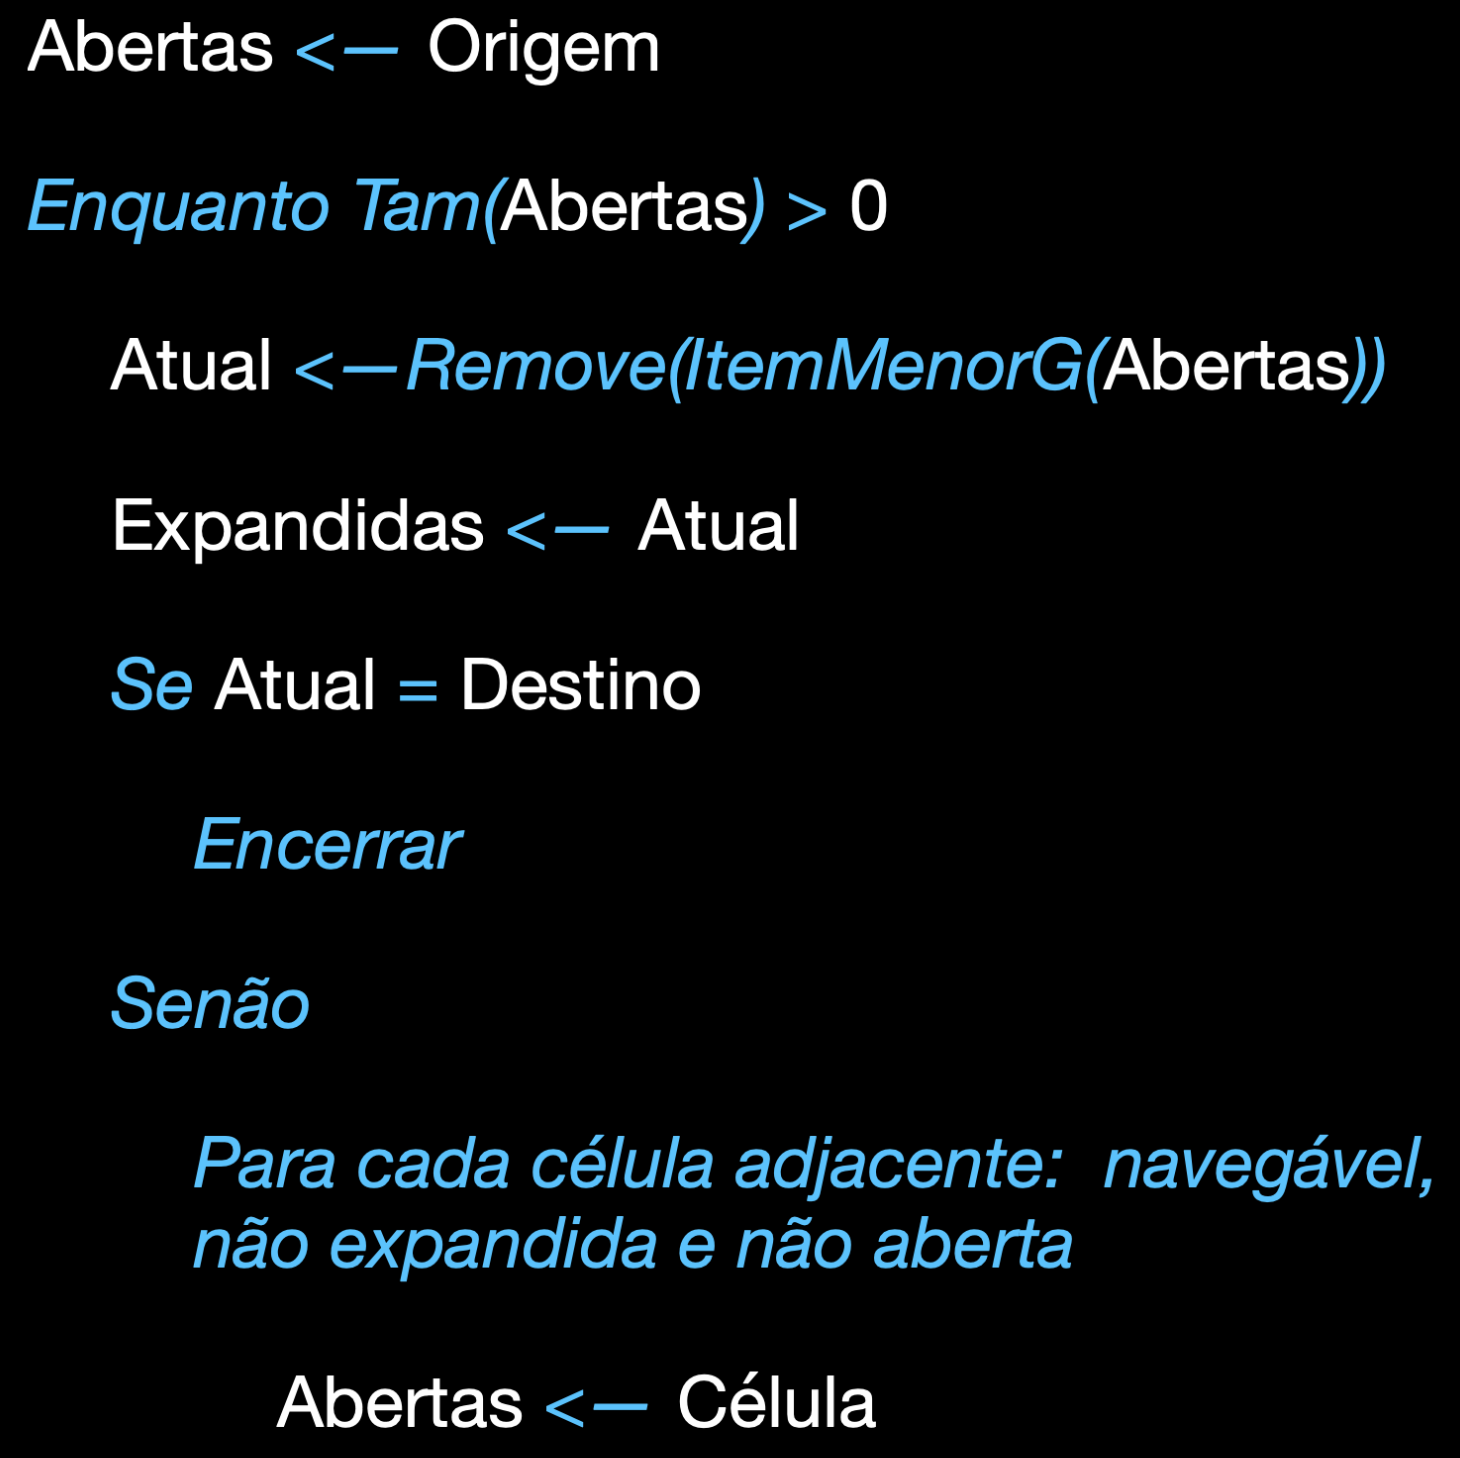 Abertas <— Origem
Enquanto Tam(Abertas) > 0
Atual <—Remove(ItemMenorG(Abertas))
Expandidas <— Atual
Se Atual = Destino
Encerrar
Senão
Para cada célula adjacente:  navegável,
não expandida e não aberta
Abertas <— Célula